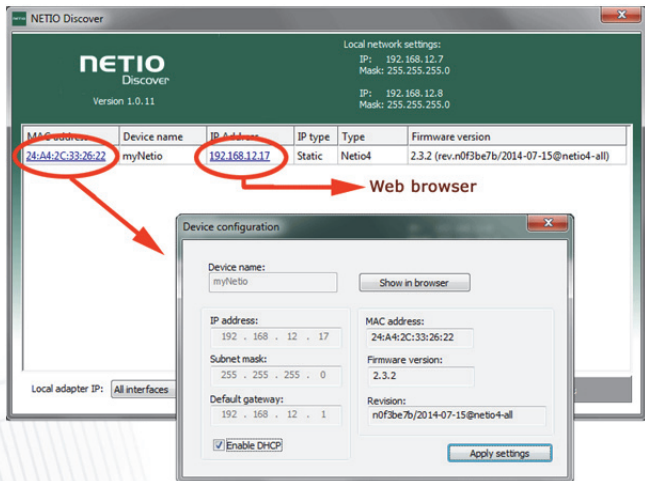 NETIO Discover
NETIO
Discover
Version 1.0.11
Local network settings:
IP: 192.168.12.7
Mask: 255.255.255.0
IP: 192.168.12.8
Mask: 255.255.255.0
MAC address Device name IP Address IP type Type Firmware version
24:A4:2C:33:26:22 myNetio 192.168.12.17 Static Netio4 2.3.2 (rev.n0f3be7b/2014-07-15@netio4-all)
Web browser
Device configuration
Device name:
myNetio
Show in browser
IP address:
192 . 168 . 12 . 17
Subnet mask:
255 . 255 . 255 . 0
Default gateway:
192 . 168 . 12 . 1
Enable DHCP
MAC address:
24:A4:2C:33:26:22
Firmware version:
2.3.2
Revision:
n0f3be7b/2014-07-15@netio4-all
Apply settings
Local adapter IP: All interfaces